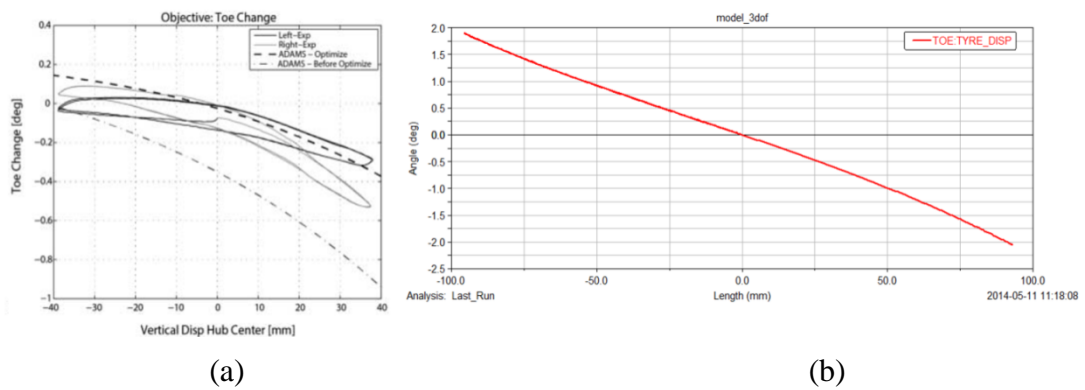 Objective: Toe Change
Left-Exp
Right-Exp
ADAMS - Optimize
ADAMS - Before Optimize
Toe Change [deg]
0.4
0.2
0
-0.2
-0.4
-0.6
-0.8
-1
-40
-30
-20
-10
0
10
20
30
40
Vertical Disp Hub Center [mm]
(a)
model_3dof
TOE:TYRE_DISP
Angle (deg)
2.0
1.5
1.0
0.5
0.0
-0.5
-1.0
-1.5
-2.0
-2.5
-100.0
-50.0
0.0
50.0
100.0
Analysis: Last_Run
Length (mm)
2014-05-11 11:18:08
(b)